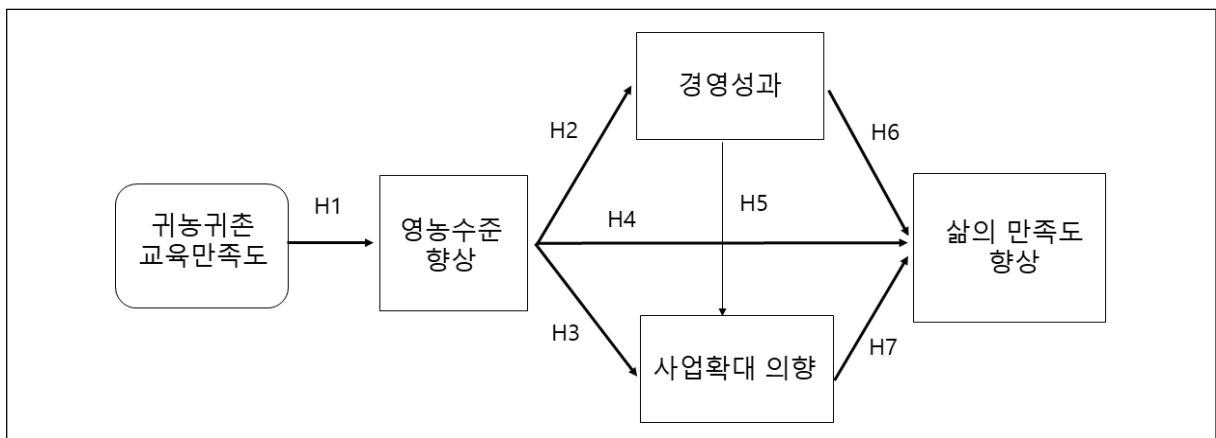 경영성과
H2
H6
귀농귀촌
교육만족도
H1
영농수준
향상
H4
H5
삶의 만족도
향상
H3
사업확대 의향
H7